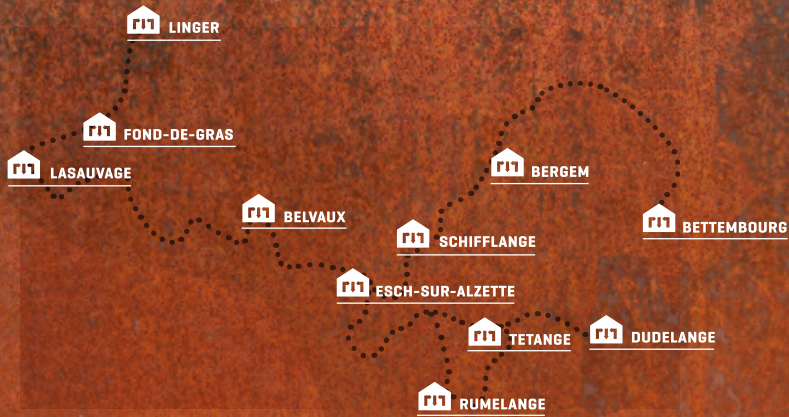 LINGER
FOND-DE-GRAS
LASAUVAGE
BERGEM
BELVAUX
BETTEMBOURG
SCHIFFLANGE
ESCH-SUR-ALZETTE
TETANGE
DUDELANGE
RUMELANGE